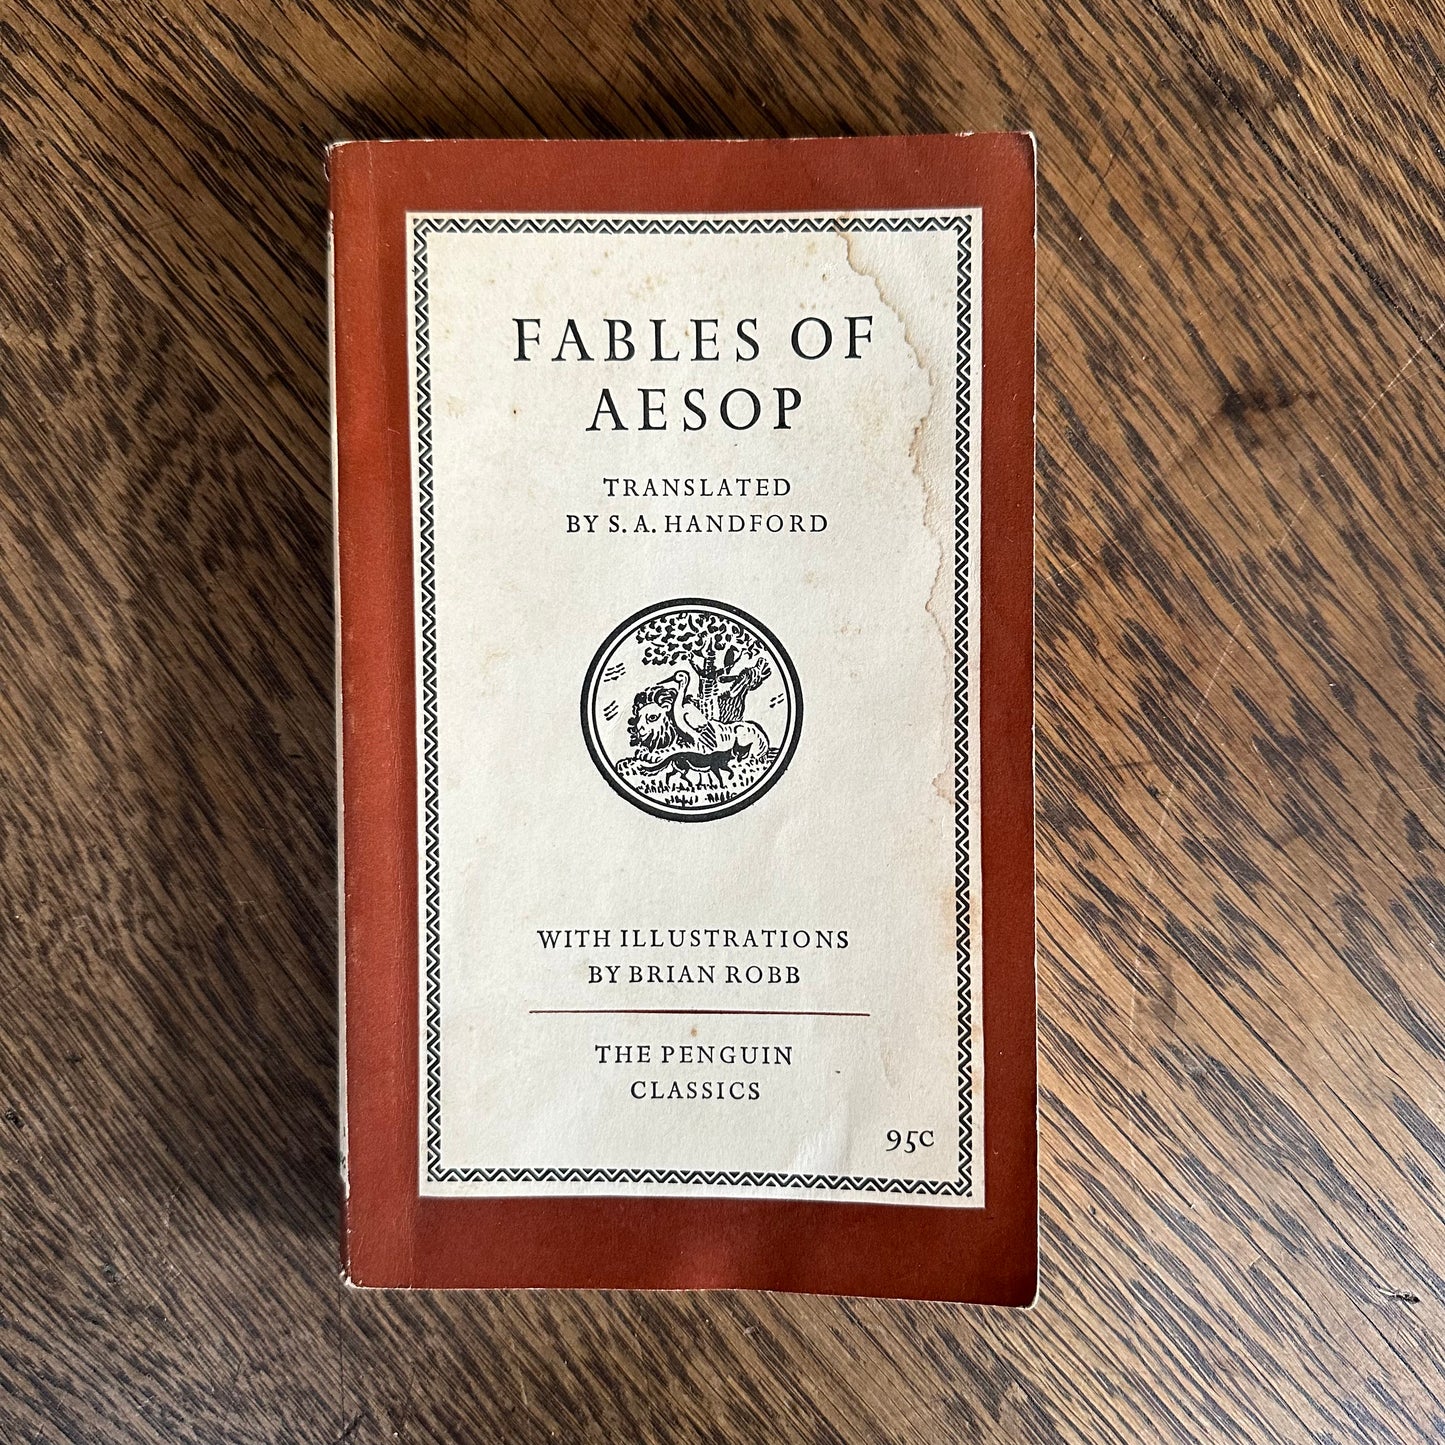 FABLES OF
AESOP
TRANSLATED
BY S. A. HANDFORD
WITH ILLUSTRATIONS
BY BRIAN ROBB
THE PENGUIN
CLASSICS
95c